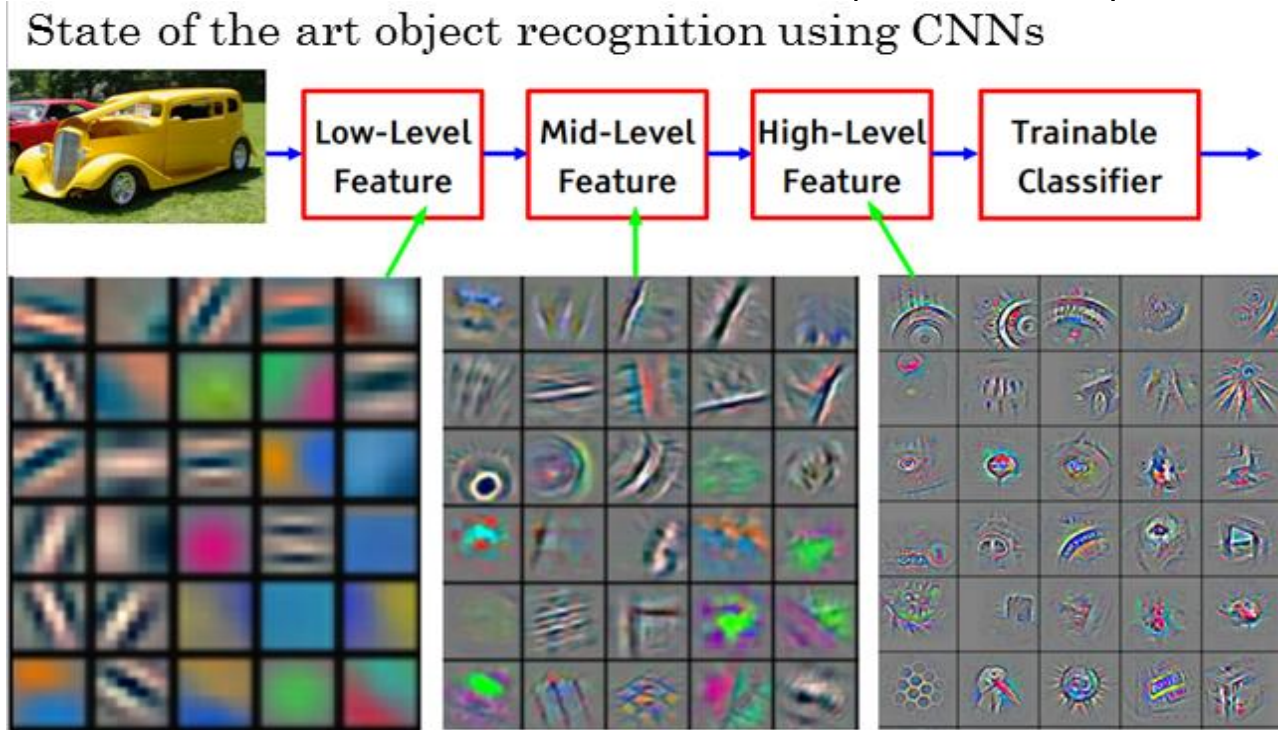 State of the art object recognition using CNNs
Low-Level
Feature
Mid-Level
Feature
High-Level
Feature
Trainable
Classifier